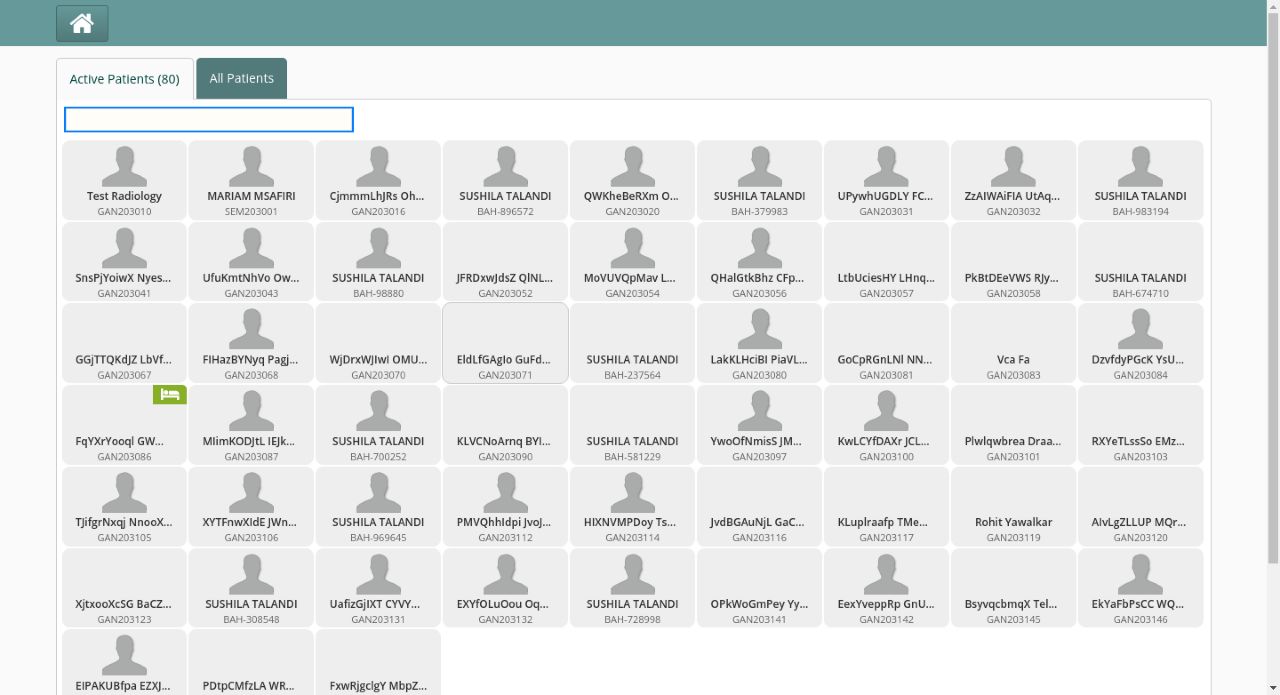 Active Patients (80)
All Patients
Test Radiology
GAN203010
MARIAM MSAFIRI
SEM203001
CjmmmLhJRs Oh...
GAN203016
SUSHILA TALANDI
BAH-896572
QWKheBeRXm O...
GAN203020
SUSHILA TALANDI
BAH-379983
UPywhUGDLY FC...
GAN203031
ZzAIWAiFIA UtAq...
GAN203032
SUSHILA TALANDI
BAH-983194
SnsPjYoiwX Nyes...
GAN203041
UfuKmtNhVo Ow...
GAN203043
SUSHILA TALANDI
BAH-98880
JFRDxwJdsZ QlNL...
GAN203052
MoVUVQpMav L...
GAN203054
QHalGtkBhz CFp...
GAN203056
LtbUciesHY LHnq...
GAN203057
PkBtDEeVWS RJy...
GAN203058
SUSHILA TALANDI
BAH-674710
GGjTTQKdJZ LbVf...
GAN203067
FIHazBYNyq Pagj...
GAN203068
WjDrxWJIwI OMU...
GAN203070
EldLfGAgIo GuFd...
GAN203071
SUSHILA TALANDI
BAH-237564
LakKLHciBI PiaVL...
GAN203080
GoCpRGnLNl NN...
GAN203081
Vca Fa
GAN203083
DzvfdyPGcK YsU...
GAN203084
FqYXrYooql GW...
GAN203086
MIimKODJtL IEJk...
GAN203087
SUSHILA TALANDI
BAH-700252
KLVCNoArnq BYI...
GAN203090
SUSHILA TALANDI
BAH-581229
YwoOfNmisS JM...
GAN203097
KwLCYfDAXr JCL...
GAN203100
Plwlqwbrea Draa...
GAN203101
RXYeTLssSo EMz...
GAN203103
TJifgrNxqj NnooX...
GAN203105
XYTFnwXIdE JWn...
GAN203106
SUSHILA TALANDI
BAH-969645
PMVQhhIdpi JvoJ...
GAN203112
HIXNVMPDoy Ts...
GAN203114
JvdBGAuNjL GaC...
GAN203116
KLuplraafp TMe...
GAN203117
Rohit Yawalkar
GAN203119
AIvLgZLLUP MQr...
GAN203120
XjtxooXcSG BaCZ...
GAN203123
SUSHILA TALANDI
BAH-308548
UafizGjIXT CYVY...
GAN203131
EXYfOLuOou Oq...
GAN203132
SUSHILA TALANDI
BAH-728998
OPkWoGmPey Yy...
GAN203141
EexYveppRp GnU...
GAN203142
BsyvqcbmqX Tel...
GAN203145
EkYaFbPsCC WQ...
GAN203146
EIPAKUBfpa EZXJ...
PDtpCMfzLA WR...
FxwRjgclgY MbpZ...